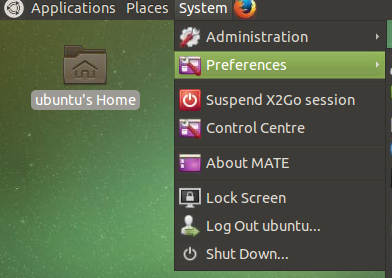 Applications Places System
Administration
Preferences
Suspend X2Go session
Control Centre
About MATE
Lock Screen
Log Out ubuntu...
Shut Down...
ubuntu's Home